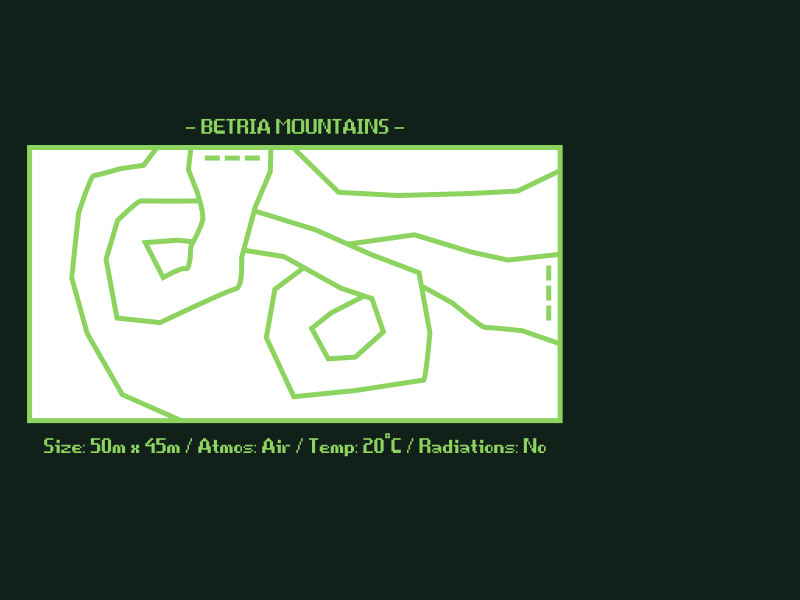 – BETRIA MOUNTAINS –
Size: 50m x 45m / Atmos: Air / Temp: 20°C / Radiations: No